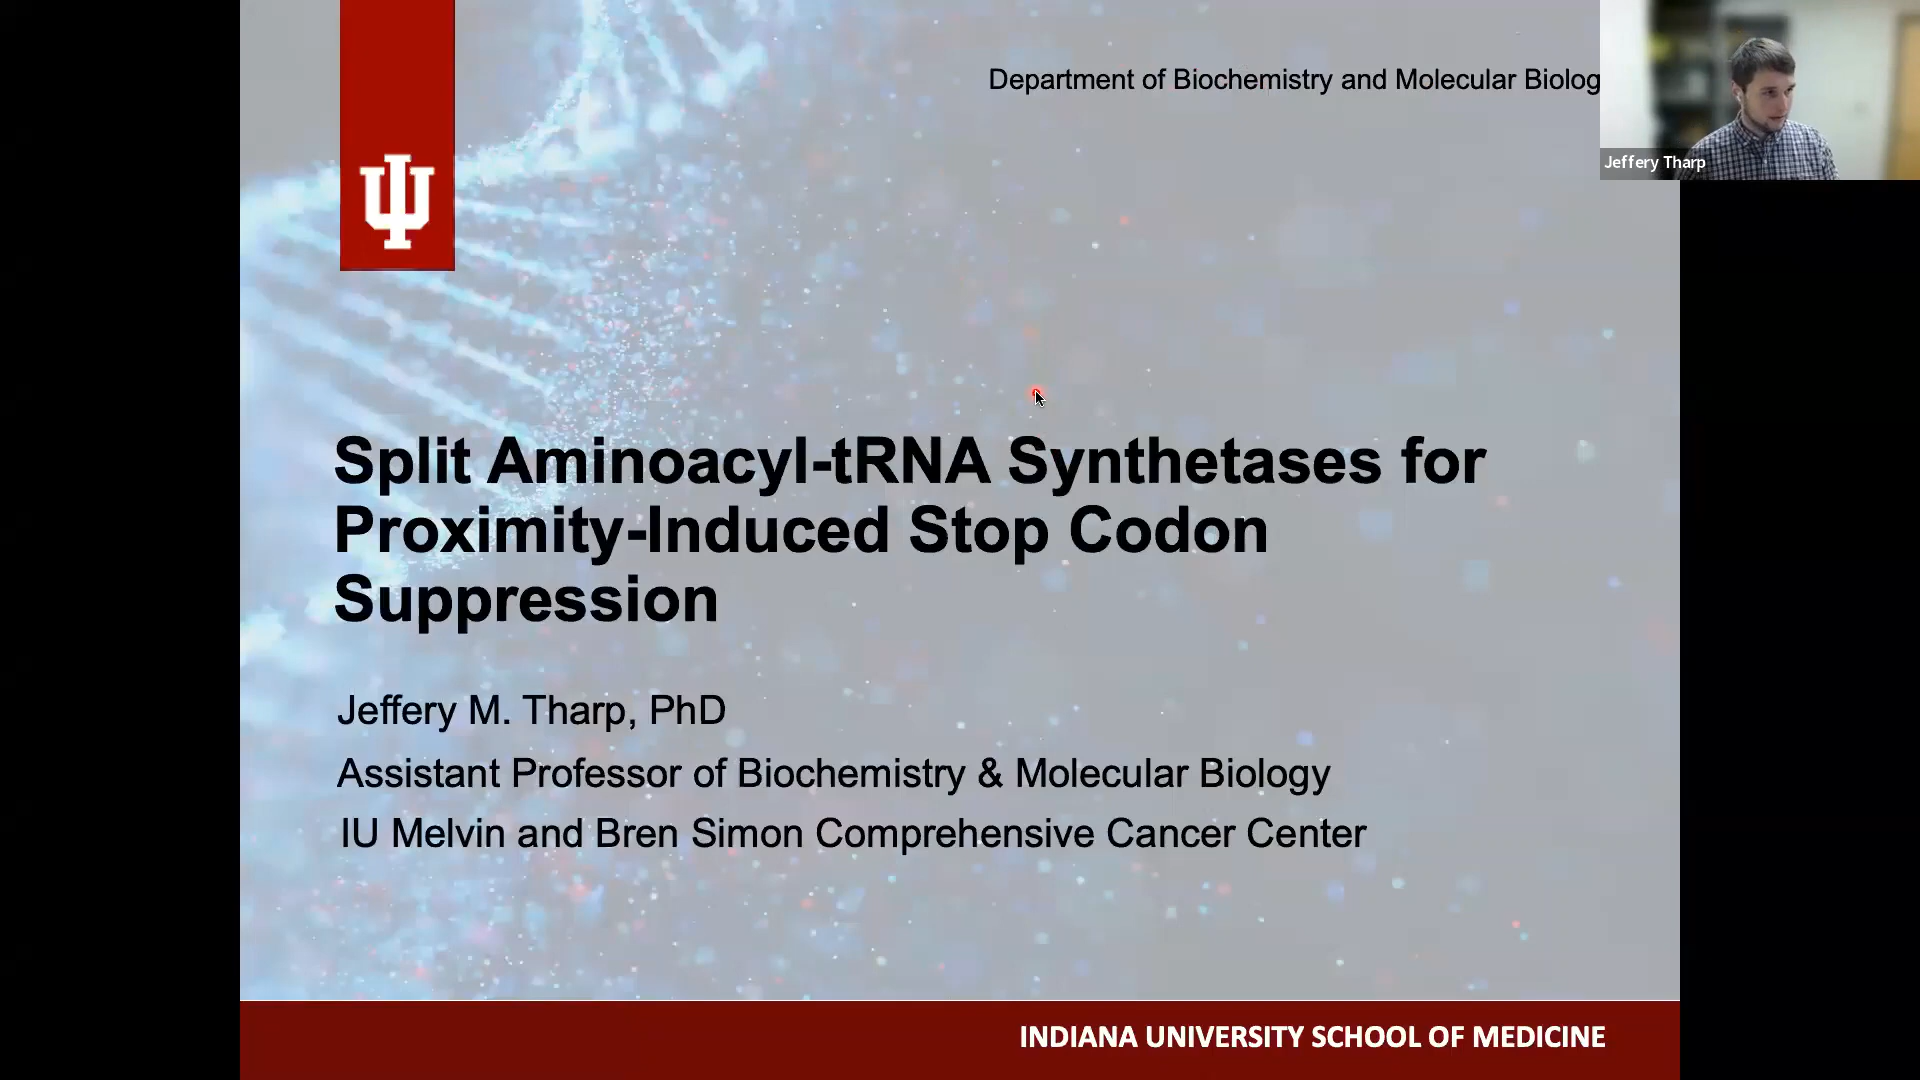 Department of Biochemistry and Molecular Biolog
Jeffery Tharp
Split Aminoacyl-tRNA Synthetases for
Proximity-Induced Stop Codon
Suppression
Jeffery M. Tharp, PhD
Assistant Professor of Biochemistry & Molecular Biology
IU Melvin and Bren Simon Comprehensive Cancer Center
INDIANA UNIVERSITY SCHOOL OF MEDICINE